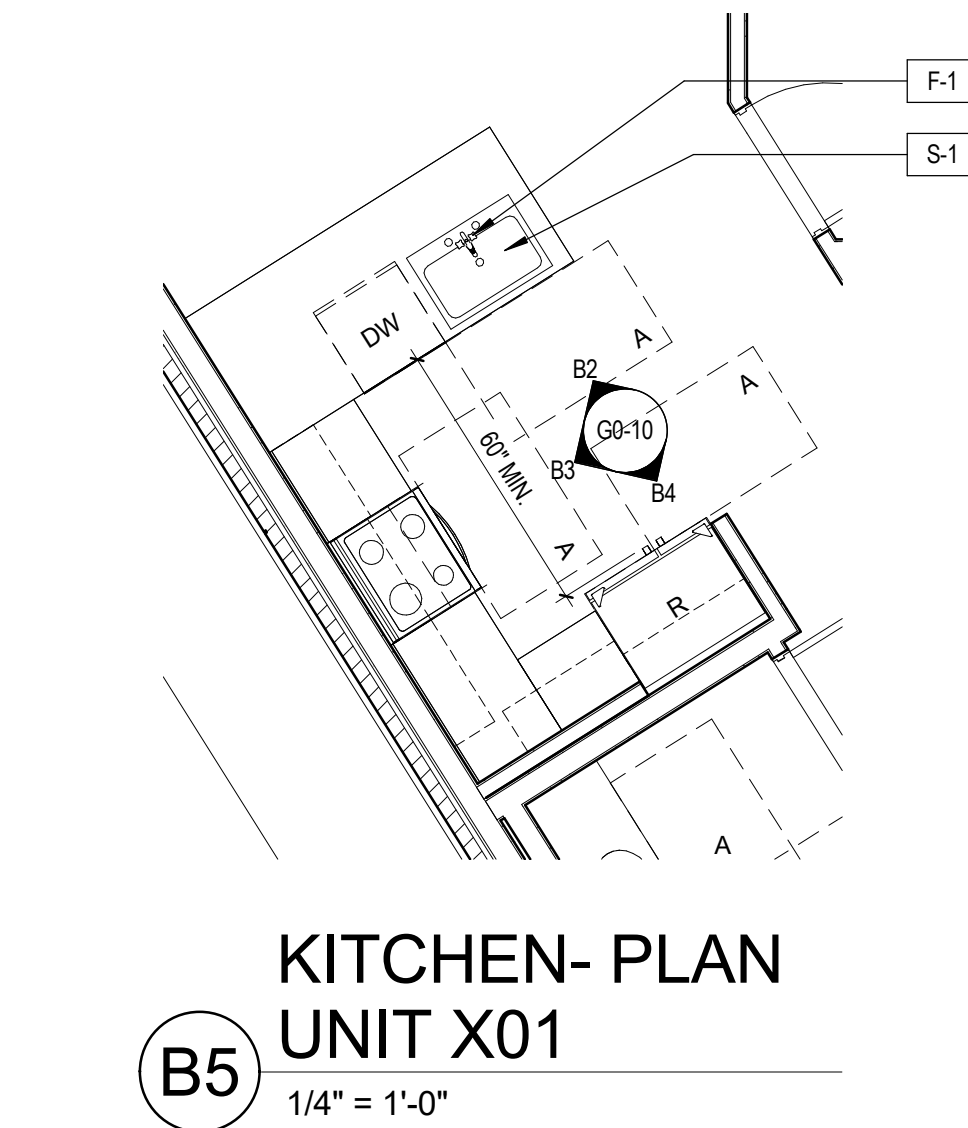 F-1
S-1
DW
A
A
B2
G0-10
60" MIN.
B3
B4
A
R
A
KITCHEN- PLAN
UNIT X01
B5
1/4" = 1'-0"